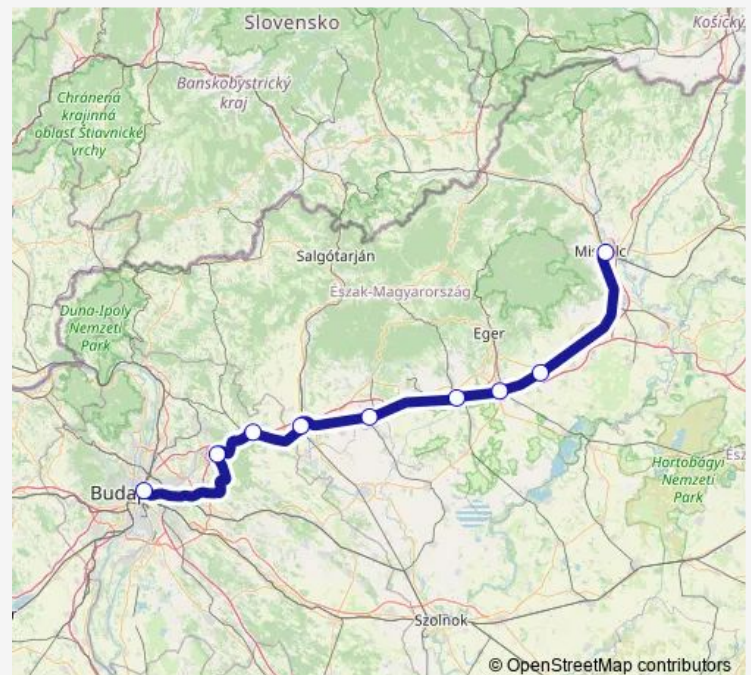 Slovensko
Košický
Banskobystrický
kraj
Chránená
krajinná
oblasť Štiavnické
vrchy
Salgótarján
Észak-Magyarország
Duna-Ipoly
Nemzeti
Park
Eger
Hortobágyi
Nemzeti
Park
Szolnok
© OpenStreetMap contributors